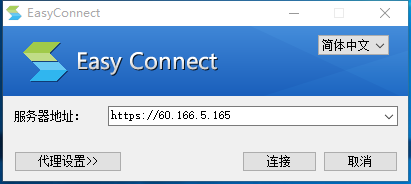 EasyConnect
简体中文
Easy Connect
服务器地址:
https://60.166.5.165
代理设置>>
连接
取消